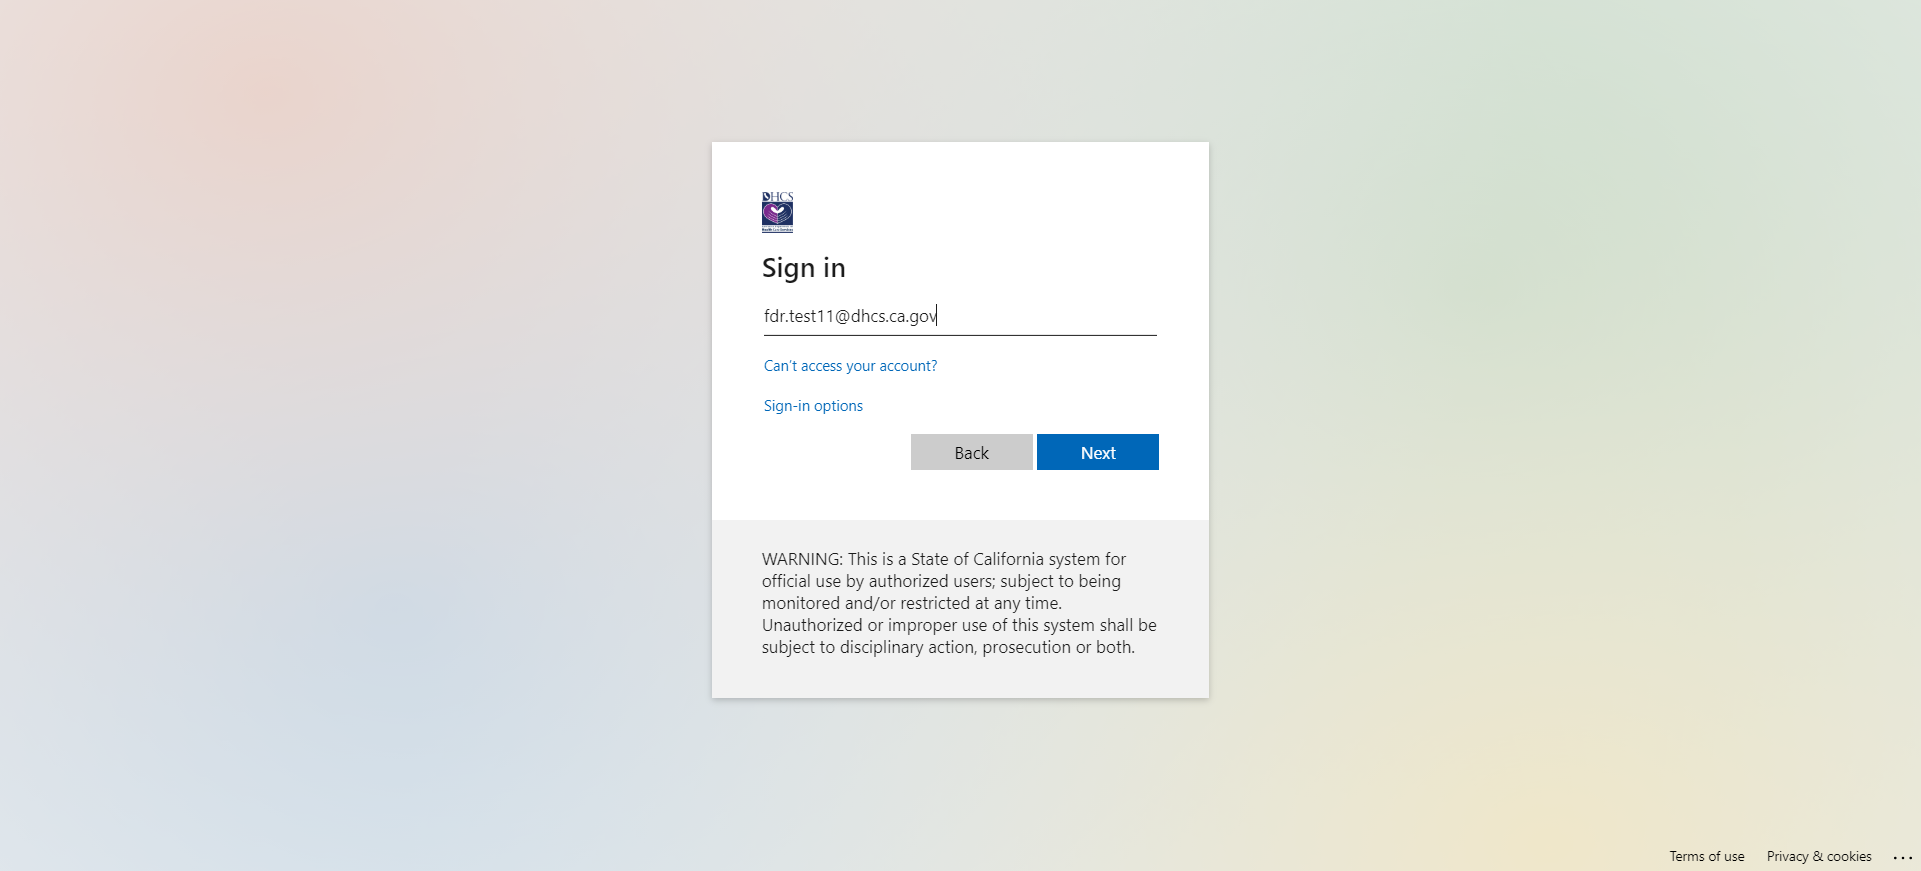 DHCS
Sign in
fdr.test11@dhcs.ca.gov
Can't access your account?
Sign-in options
Back
Next
WARNING: This is a State of California system for
official use by authorized users; subject to being
monitored and/or restricted at any time.
Unauthorized or improper use of this system shall be
subject to disciplinary action, prosecution or both.
Terms of use
Privacy & cookies
...